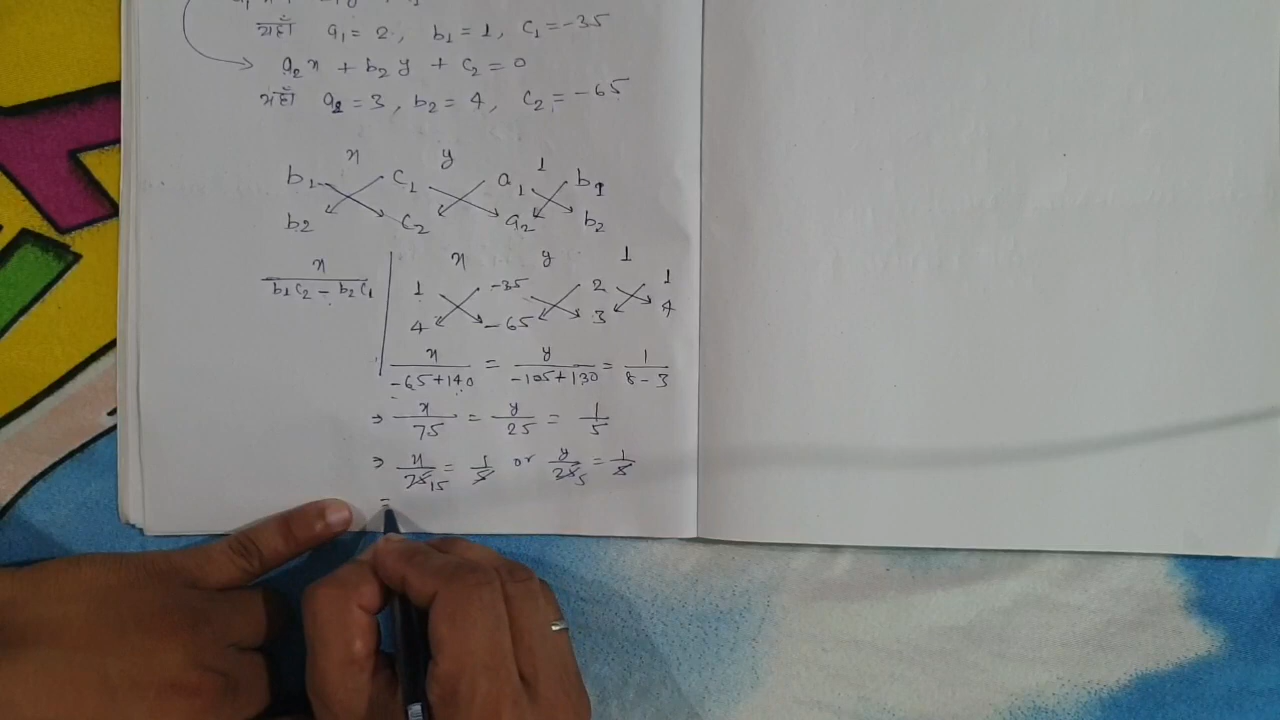 यहाँ a₁ = 2, b₁ = 1, c₁ = -35
a₂x + b₂y + c₂ = 0
यहाँ a₂ = 3, b₂ = 4, c₂ = -65
x y 1
b₁ c₁ a₁ b₁
b₂ c₂ a₂ b₂
x/(b₁c₂ - b₂c₁)
x y 1
1 -35 2 1
4 -65 3 4
x/(-65+140) = y/(-105+130) = 1/(8-3)
⇒ x/75 = y/25 = 1/5
⇒ x/75 15 = 1/5 or y/25 5 = 1/5
=